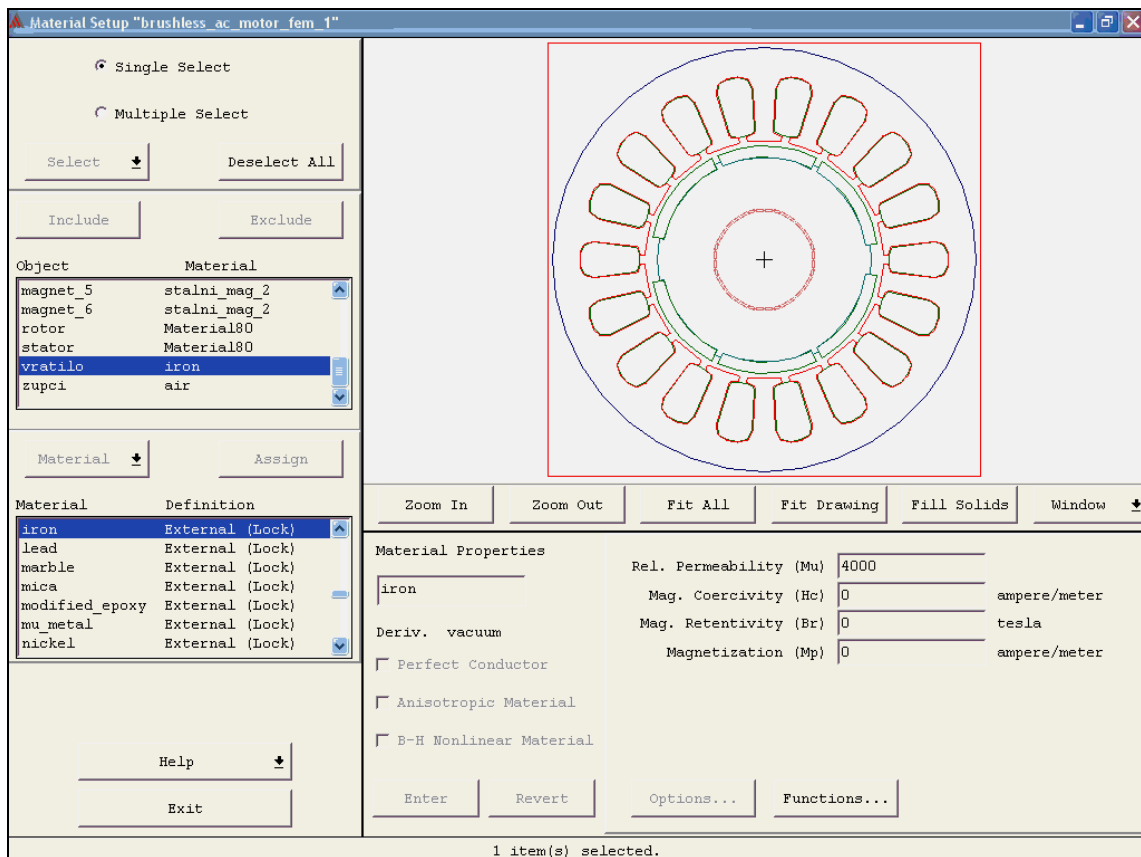 Material Setup "brushless_ac_motor_fem_1"
Single Select
Multiple Select
Select
Deselect All
Include
Exclude
Object Material
magnet_5 stalni_mag_2
magnet_6 stalni_mag_2
rotor Material80
stator Material80
vratilo iron
zupci air
Material
Assign
Material Definition
iron External (Lock)
lead External (Lock)
marble External (Lock)
mica External (Lock)
modified_epoxy External (Lock)
mu_metal External (Lock)
nickel External (Lock)
Help
Exit
Zoom In
Zoom Out
Fit All
Fit Drawing
Fill Solids
Window
Material Properties
iron
Deriv. vacuum
Perfect Conductor
Anisotropic Material
B-H Nonlinear Material
Enter
Revert
Rel. Permeability (Mu) 4000
Mag. Coercivity (Hc) 0 ampere/meter
Mag. Retentivity (Br) 0 tesla
Magnetization (Mp) 0 ampere/meter
Options...
Functions...
1 item(s) selected.